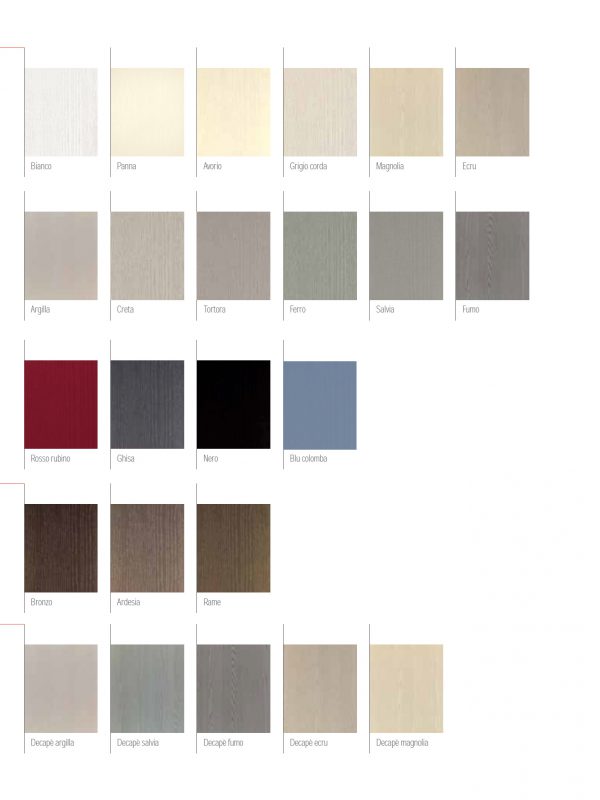 Bianco
Panna
Avorio
Grigio corda
Magnolia
Ecru
Argilla
Creta
Tortora
Ferro
Salvia
Fumo
Rosso rubino
Ghisa
Nero
Blu colomba
Bronzo
Ardesia
Rame
Decapè argilla
Decapè salvia
Decapè fumo
Decapè ecru
Decapè magnolia